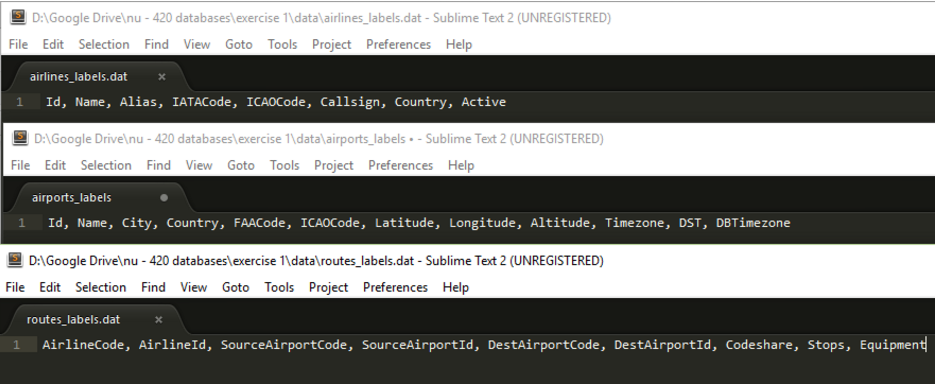 D:\Google Drive\nu - 420 databases\exercise 1\data\airlines_labels.dat - Sublime Text 2 (UNREGISTERED)
File Edit Selection Find View Goto Tools Project Preferences Help
airlines_labels.dat ×
1 Id, Name, Alias, IATACode, ICAOCode, Callsign, Country, Active
D:\Google Drive\nu - 420 databases\exercise 1\data\airports_labels • - Sublime Text 2 (UNREGISTERED)
File Edit Selection Find View Goto Tools Project Preferences Help
airports_labels
1 Id, Name, City, Country, FAACode, ICAOCode, Latitude, Longitude, Altitude, Timezone, DST, DBTimezone
D:\Google Drive\nu - 420 databases\exercise 1\data\routes_labels.dat - Sublime Text 2 (UNREGISTERED)
File Edit Selection Find View Goto Tools Project Preferences Help
routes_labels.dat ×
1 AirlineCode, AirlineId, SourceAirportCode, SourceAirportId, DestAirportCode, DestAirportId, Codeshare, Stops, Equipment